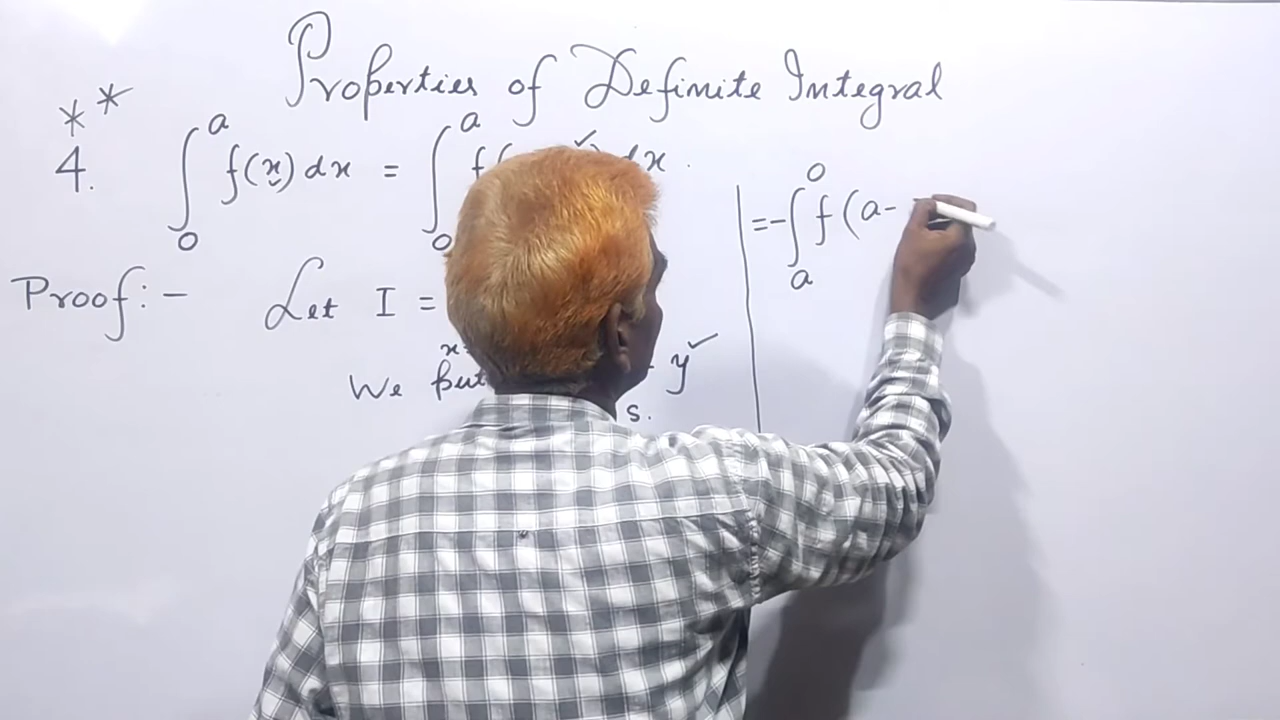 Properties of Definite Integral
**
4. ∫₀ᵃ f(x) dx = ∫₀ᵃ f( ) dx.
Proof:- Let I =
We put y
s.
= - ∫ₐ⁰ f(a-